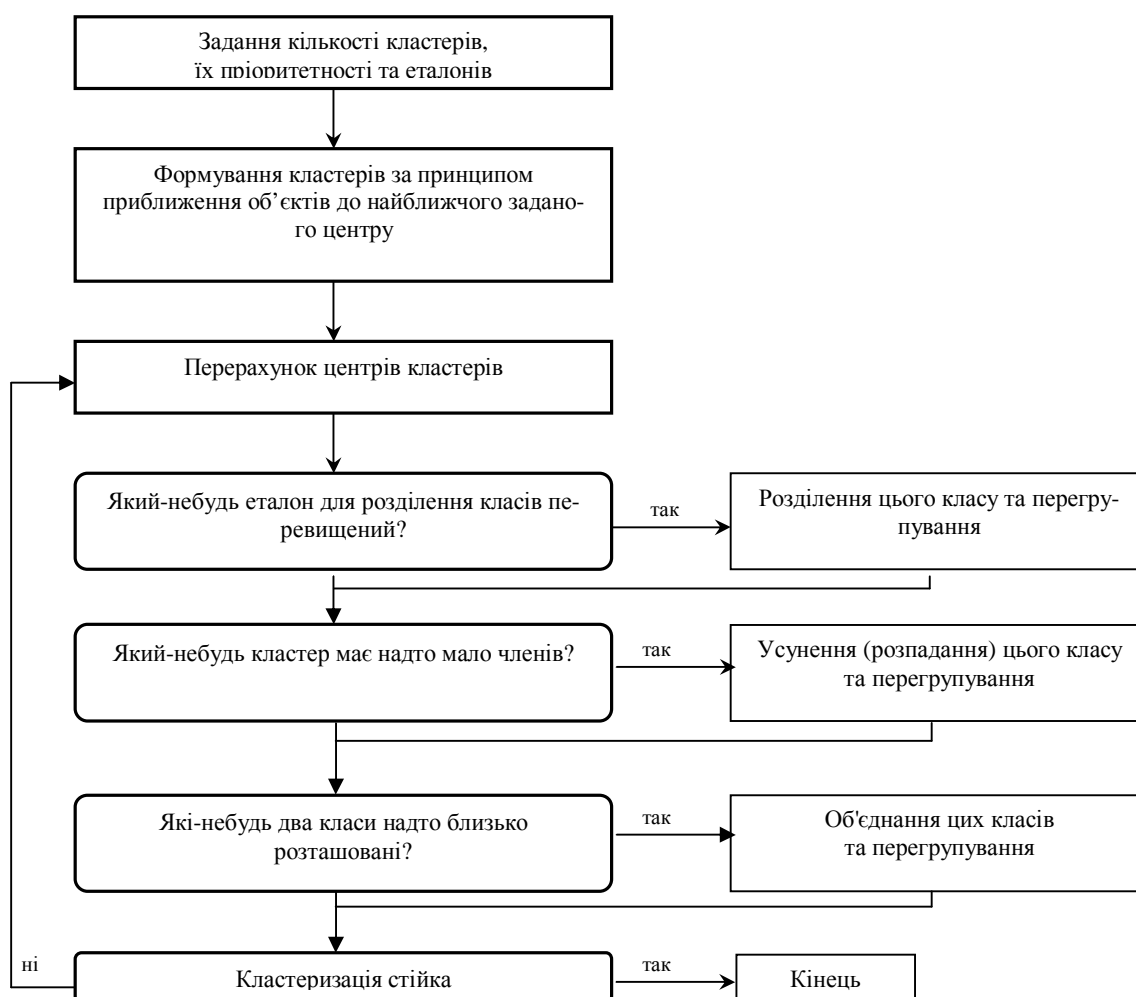 Задання кількості кластерів,
їх пріоритетності та еталонів
Формування кластерів за принципом
приближення об’єктів до найближчого задано-
го центру
Перерахунок центрів кластерів
Який-небудь еталон для розділення класів пе-
ревищений?
так
Розділення цього класу та перегру-
пування
Який-небудь кластер має надто мало членів?
так
Усунення (розпадання) цього класу
та перегрупування
Які-небудь два класи надто близько
розташовані?
так
Об'єднання цих класів
та перегрупування
ні
Кластеризація стійка
так
Кінець